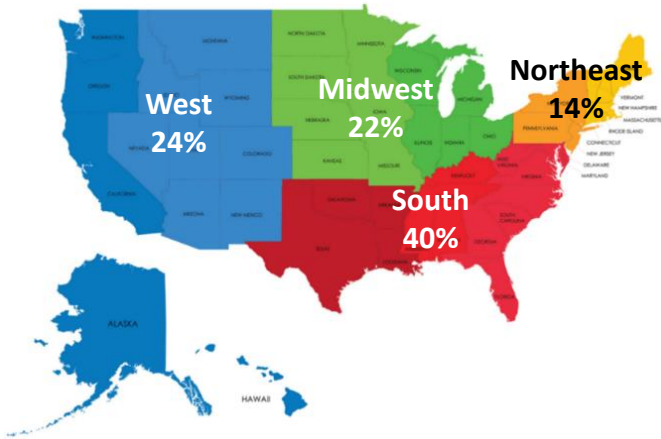 WASHINGTON
MONTANA
NORTH DAKOTA
MINNESOTA
OREGON
WYOMING
SOUTH DAKOTA
WISCONSIN
MICHIGAN
Northeast
14%
West
24%
Midwest
22%
IOWA
NEBRASKA
NEVADA
COLORADO
KANSAS
MISSOURI
ILLINOIS
INDIANA
OHIO
PENNSYLVANIA
VERMONT
NEW HAMPSHIRE
MASSACHUSETTS
RHODE ISLAND
CONNECTICUT
NEW JERSEY
DELAWARE
MARYLAND
CALIFORNIA
ARIZONA
NEW MEXICO
OKLAHOMA
KENTUCKY
VIRGINIA
South
40%
SOUTH
CAROLINA
GEORGIA
TEXAS
LOUISIANA
FLORIDA
ALASKA
HAWAII